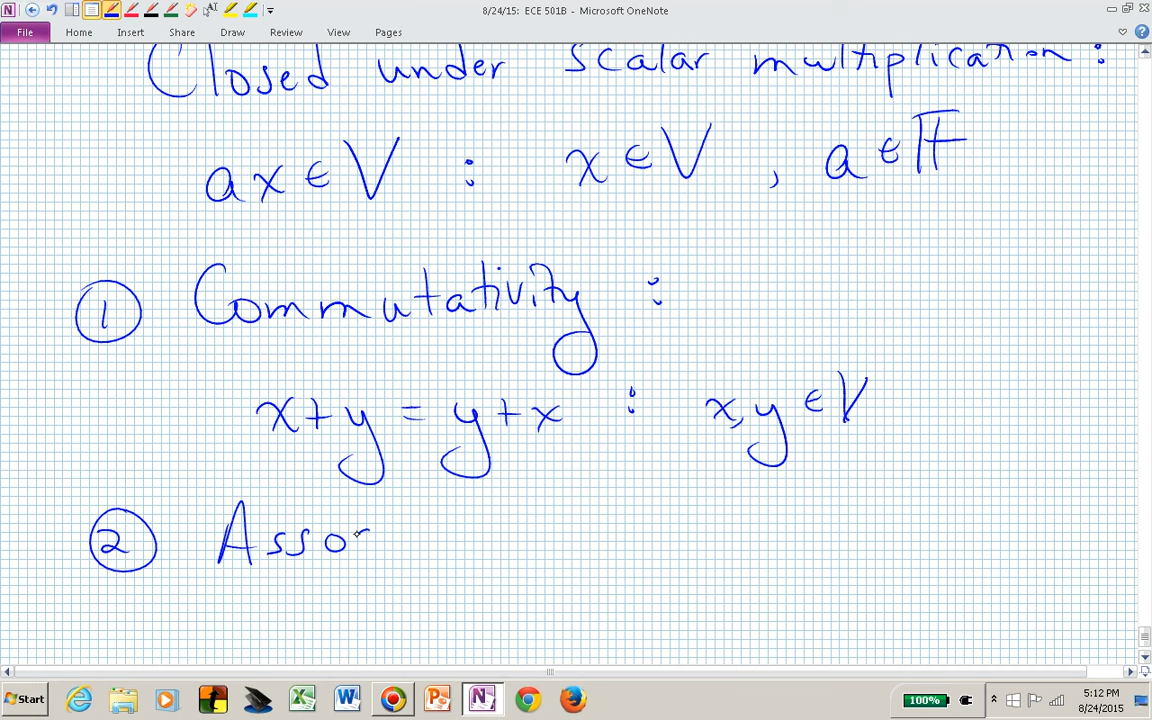 8/24/15: ECE 501B - Microsoft OneNote
File Home Insert Share Draw Review View Pages
Closed under scalar multiplication :
ax ∈ V : x ∈ V , a ∈ 𝔽
① Commutativity :
x + y = y + x : x, y ∈ V
② Asso
Start
100%
5:12 PM
8/24/2015